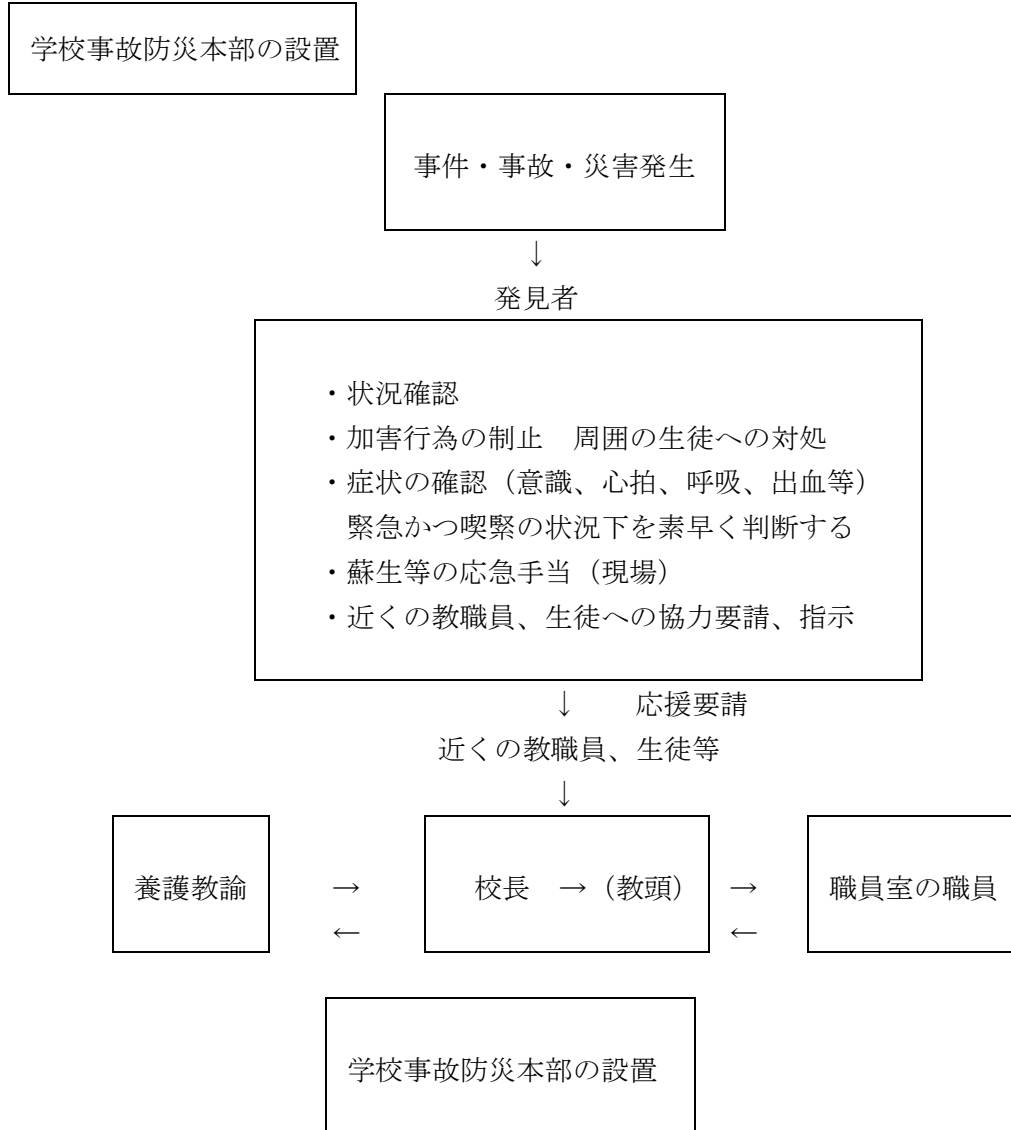 学校事故防災本部の設置
事件・事故・災害発生
↓
発見者
・状況確認
・加害行為の制止　周囲の生徒への対処
・症状の確認（意識、心拍、呼吸、出血等）
緊急かつ喫緊の状況下を素早く判断する
・蘇生等の応急手当（現場）
・近くの教職員、生徒への協力要請、指示
↓　応援要請
近くの教職員、生徒等
↓
養護教諭　→　校長　→（教頭）　→　職員室の職員
←　←
学校事故防災本部の設置